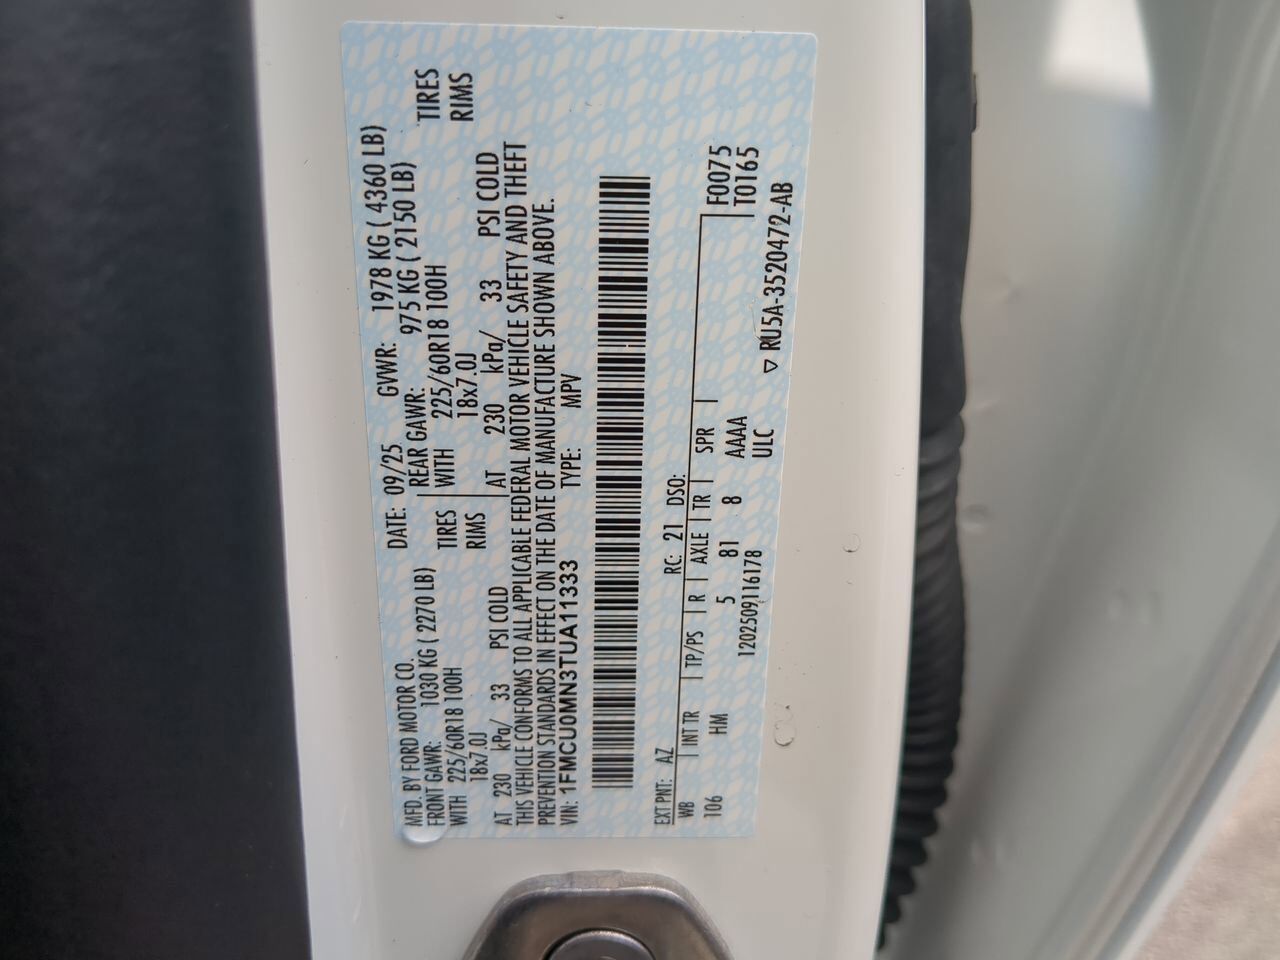 MFD. BY FORD MOTOR CO. DATE: 09/25 GVWR: 1978 KG ( 4360 LB)
FRONT GAWR: 1030 KG ( 2270 LB) REAR GAWR: 975 KG ( 2150 LB)
WITH 225/60R18 100H TIRES WITH 225/60R18 100H TIRES
18x7.0J RIMS 18x7.0J RIMS
AT 230 kPa/ 33 PSI COLD AT 230 kPa/ 33 PSI COLD
THIS VEHICLE CONFORMS TO ALL APPLICABLE FEDERAL MOTOR VEHICLE SAFETY AND THEFT
PREVENTION STANDARDS IN EFFECT ON THE DATE OF MANUFACTURE SHOWN ABOVE.
VIN: 1FMCU0MN3TUA11333 TYPE: MPV
EXT PNT: AZ RC: 21 DSO: F0075
WB INT TR TP/PS R AXLE TR SPR T0165
106 HM 5 81 8 AAAA
1202509116178 ULC
▽ RU5A-3520472-AB